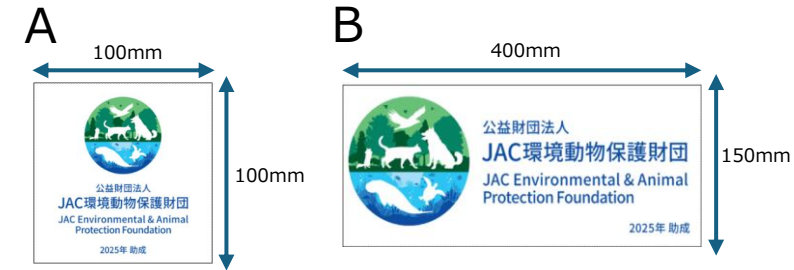 A
100mm
100mm
公益財団法人
JAC環境動物保護財団
JAC Environmental & Animal
Protection Foundation
2025年 助成
B
400mm
150mm
公益財団法人
JAC環境動物保護財団
JAC Environmental & Animal
Protection Foundation
2025年 助成